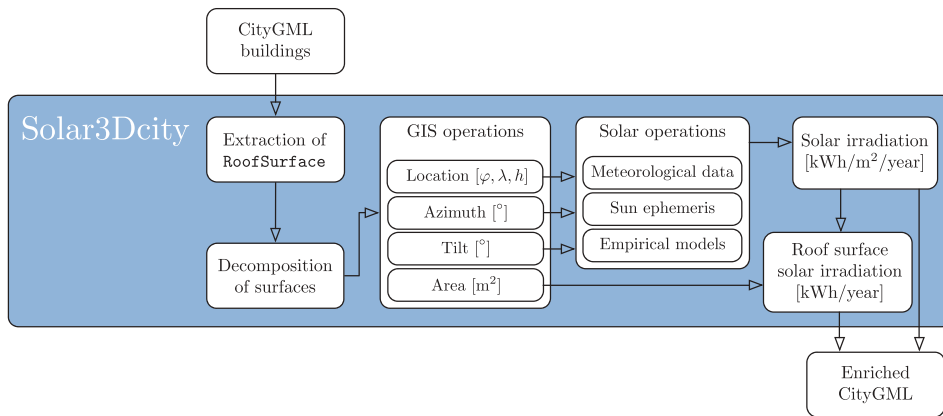 CityGML
buildings
Solar3Dcity
Extraction of
RoofSurface
Decomposition
of surfaces
GIS operations
Location [φ, λ, h]
Azimuth [°]
Tilt [°]
Area [m²]
Solar operations
Meteorological data
Sun ephemeris
Empirical models
Solar irradiation
[kWh/m²/year]
Roof surface
solar irradiation
[kWh/year]
Enriched
CityGML